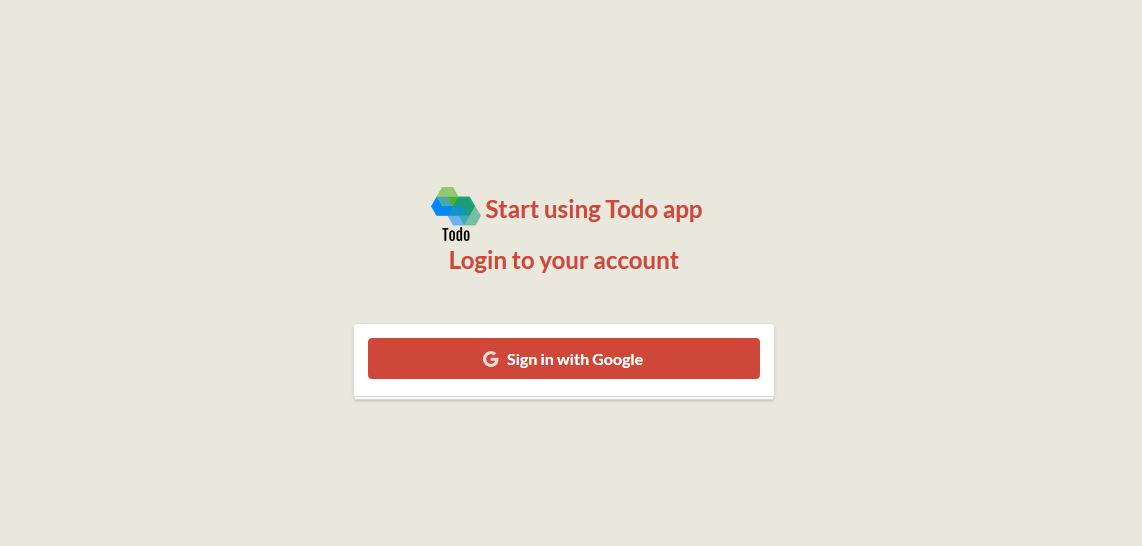 Start using Todo app
Todo
Login to your account
Sign in with Google